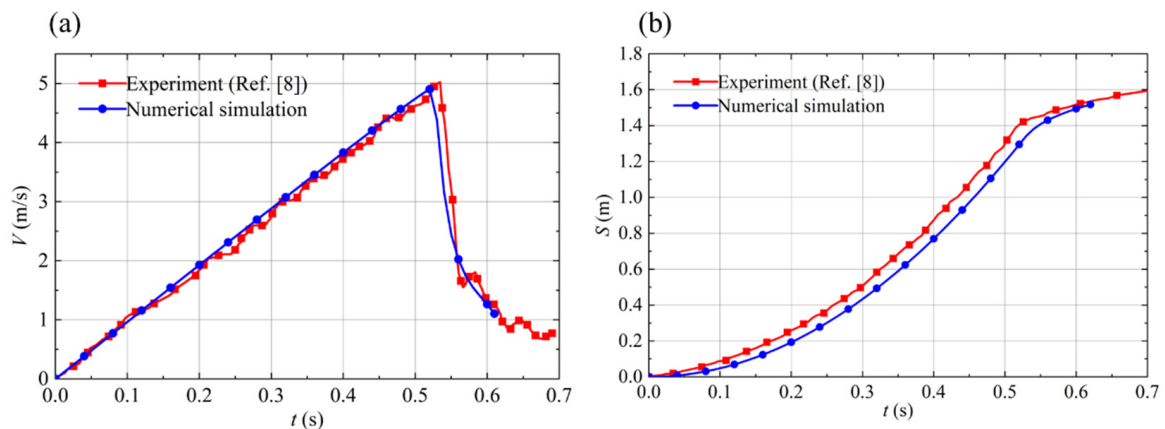 (a)
Experiment (Ref. [8])
Numerical simulation
V (m/s)
6
5
4
3
2
1
0
0.0 0.1 0.2 0.3 0.4 0.5 0.6 0.7
t (s)
(b)
Experiment (Ref. [8])
Numerical simulation
S (m)
1.8
1.6
1.4
1.2
1.0
0.8
0.6
0.4
0.2
0.0
0.0 0.1 0.2 0.3 0.4 0.5 0.6 0.7
t (s)